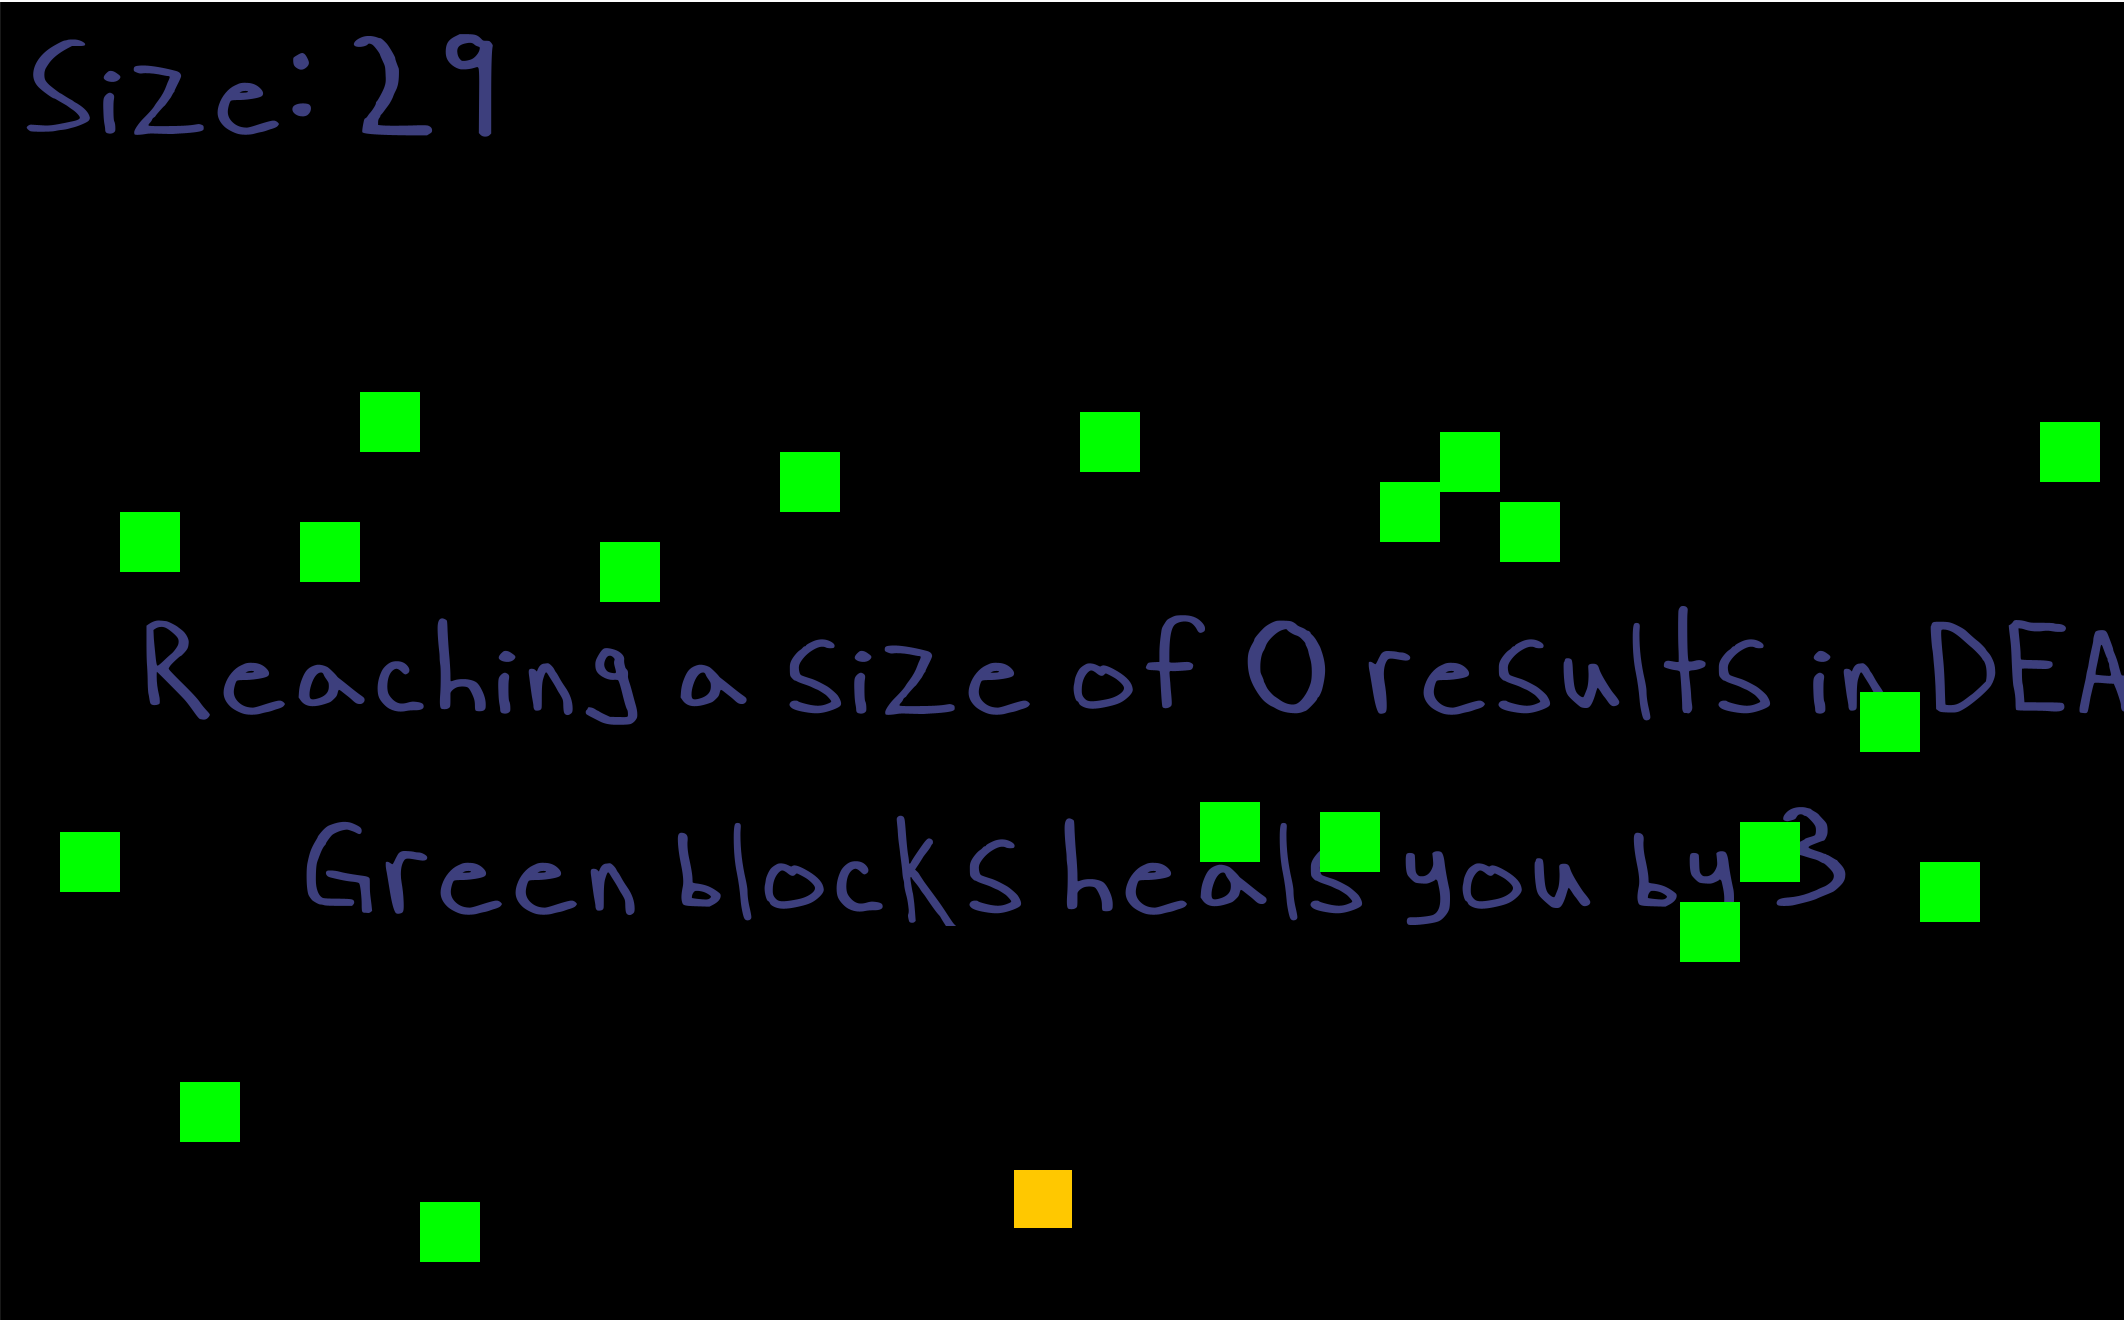 Size: 29
Reaching a size of 0 results in DEA
Green blocks heals you by 3